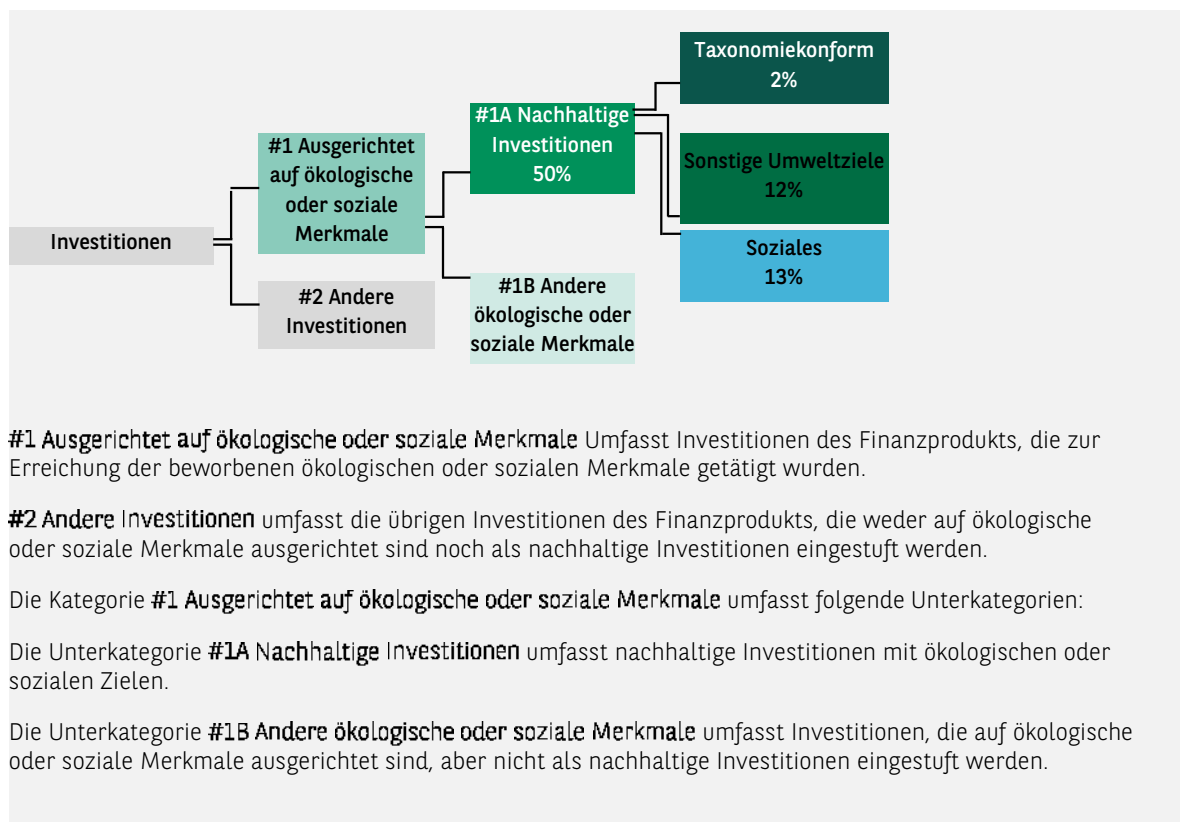 Taxonomiekonform
2%
#1A Nachhaltige
Investitionen
50%
#1 Ausgerichtet
auf ökologische
oder soziale
Merkmale
Sonstige Umweltziele
12%
Investitionen
Soziales
13%
#2 Andere
Investitionen
#1B Andere
ökologische oder
soziale Merkmale
#1 Ausgerichtet auf ökologische oder soziale Merkmale Umfasst Investitionen des Finanzprodukts, die zur
Erreichung der beworbenen ökologischen oder sozialen Merkmale getätigt wurden.
#2 Andere Investitionen umfasst die übrigen Investitionen des Finanzprodukts, die weder auf ökologische
oder soziale Merkmale ausgerichtet sind noch als nachhaltige Investitionen eingestuft werden.
Die Kategorie #1 Ausgerichtet auf ökologische oder soziale Merkmale umfasst folgende Unterkategorien:
Die Unterkategorie #1A Nachhaltige Investitionen umfasst nachhaltige Investitionen mit ökologischen oder
sozialen Zielen.
Die Unterkategorie #1B Andere ökologische oder soziale Merkmale umfasst Investitionen, die auf ökologische
oder soziale Merkmale ausgerichtet sind, aber nicht als nachhaltige Investitionen eingestuft werden.